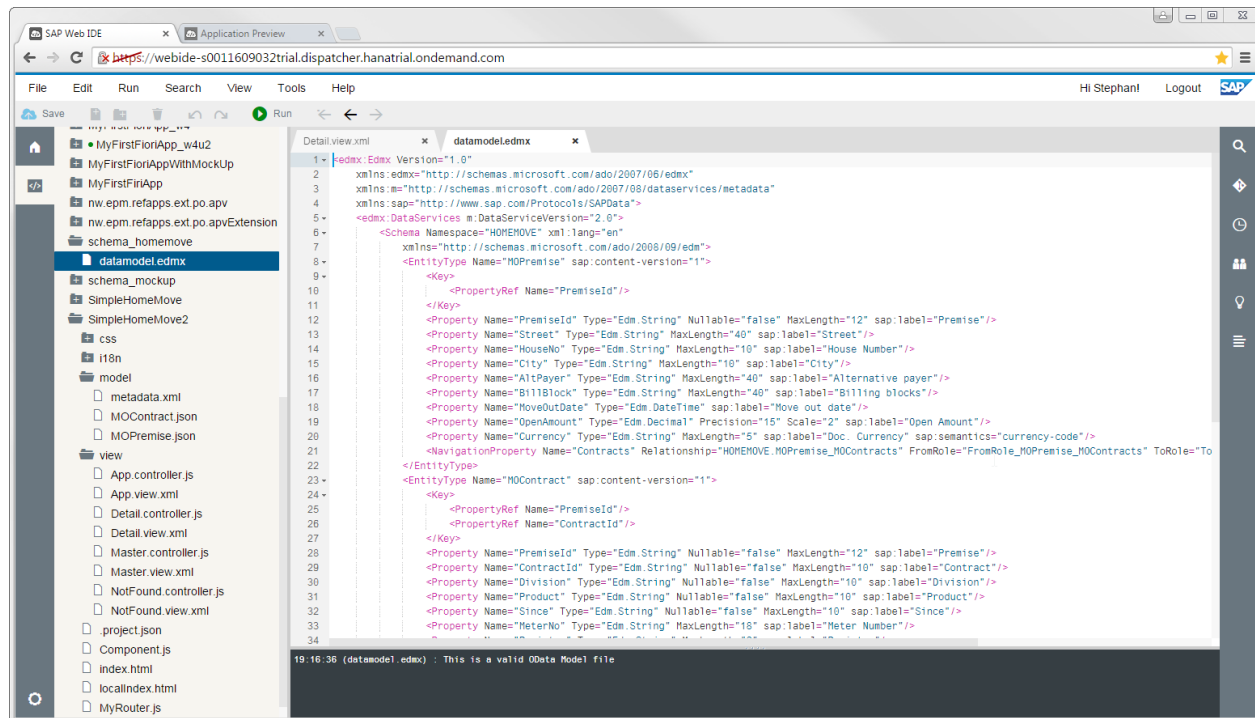 SAP Web IDE
Application Preview
https://webide-s0011609032trial.dispatcher.hanatrial.ondemand.com
File Edit Run Search View Tools Help Hi Stephan! Logout SAP
Save Run
MyFirstFioriApp_w4
MyFirstFioriApp_w4u2
MyFirstFioriAppWithMockUp
MyFirstFiriApp
nw.epm.refapps.ext.po.apv
nw.epm.refapps.ext.po.apvExtension
schema_homemove
datamodel.edmx
schema_mockup
SimpleHomeMove
SimpleHomeMove2
css
i18n
model
metadata.xml
MOContract.json
MOPremise.json
view
App.controller.js
App.view.xml
Detail.controller.js
Detail.view.xml
Master.controller.js
Master.view.xml
NotFound.controller.js
NotFound.view.xml
.project.json
Component.js
index.html
localIndex.html
MyRouter.js
Detail.view.xml datamodel.edmx
1 <edmx:Edmx Version="1.0"
2 xmlns:edmx="http://schemas.microsoft.com/ado/2007/06/edmx"
3 xmlns:m="http://schemas.microsoft.com/ado/2007/08/dataservices/metadata"
4 xmlns:sap="http://www.sap.com/Protocols/SAPData">
5 <edmx:DataServices m:DataServiceVersion="2.0">
6 <Schema Namespace="HOMEMOVE" xml:lang="en"
7 xmlns="http://schemas.microsoft.com/ado/2008/09/edm">
8 <EntityType Name="MOPremise" sap:content-version="1">
9 <Key>
10 <PropertyRef Name="PremiseId"/>
11 </Key>
12 <Property Name="PremiseId" Type="Edm.String" Nullable="false" MaxLength="12" sap:label="Premise"/>
13 <Property Name="Street" Type="Edm.String" MaxLength="40" sap:label="Street"/>
14 <Property Name="HouseNo" Type="Edm.String" MaxLength="10" sap:label="House Number"/>
15 <Property Name="City" Type="Edm.String" MaxLength="10" sap:label="City"/>
16 <Property Name="AltPayer" Type="Edm.String" MaxLength="40" sap:label="Alternative payer"/>
17 <Property Name="BillBlock" Type="Edm.String" MaxLength="40" sap:label="Billing blocks"/>
18 <Property Name="MoveOutDate" Type="Edm.DateTime" sap:label="Move out date"/>
19 <Property Name="OpenAmount" Type="Edm.Decimal" Precision="15" Scale="2" sap:label="Open Amount"/>
20 <Property Name="Currency" Type="Edm.String" MaxLength="5" sap:label="Doc. Currency" sap:semantics="currency-code"/>
21 <NavigationProperty Name="Contracts" Relationship="HOMEMOVE.MOPremise_MOContracts" FromRole="FromRole_MOPremise_MOContracts" ToRole="To
22 </EntityType>
23 <EntityType Name="MOContract" sap:content-version="1">
24 <Key>
25 <PropertyRef Name="PremiseId"/>
26 <PropertyRef Name="ContractId"/>
27 </Key>
28 <Property Name="PremiseId" Type="Edm.String" Nullable="false" MaxLength="12" sap:label="Premise"/>
29 <Property Name="ContractId" Type="Edm.String" Nullable="false" MaxLength="10" sap:label="Contract"/>
30 <Property Name="Division" Type="Edm.String" Nullable="false" MaxLength="10" sap:label="Division"/>
31 <Property Name="Product" Type="Edm.String" Nullable="false" MaxLength="10" sap:label="Product"/>
32 <Property Name="Since" Type="Edm.String" Nullable="false" MaxLength="10" sap:label="Since"/>
33 <Property Name="MeterNo" Type="Edm.String" MaxLength="18" sap:label="Meter Number"/>
34
19:16:36 (datamodel.edmx) : This is a valid OData Model file